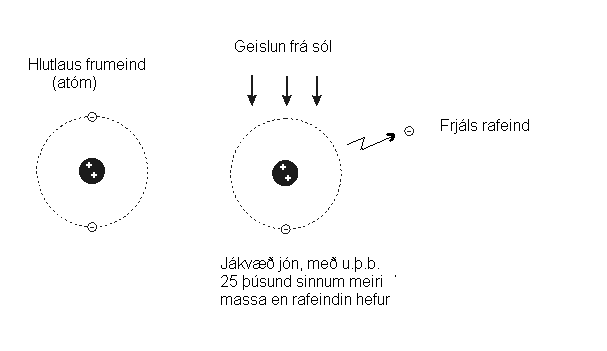 Geislun frá sól
Hlutlaus frumeind
(atóm)
Frjáls rafeind
Jákvæð jón, með u.þ.b.
25 þúsund sinnum meiri
massa en rafeindin hefur